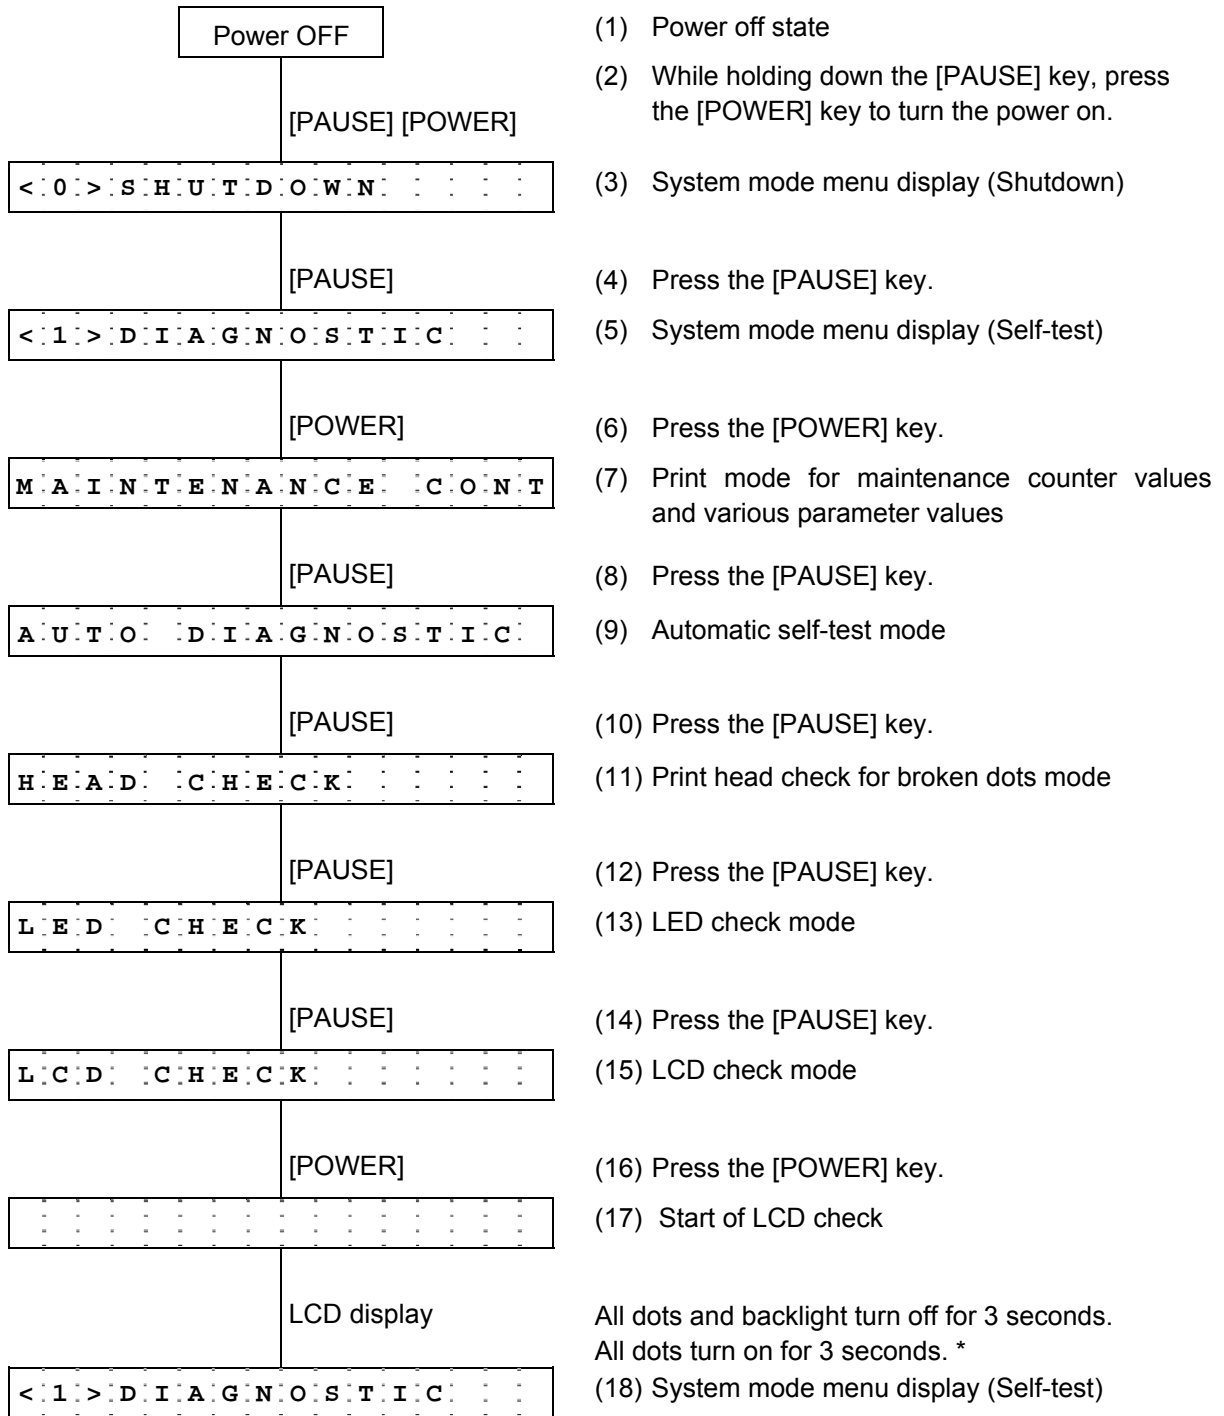 Power OFF
(1) Power off state
[PAUSE] [POWER]
(2) While holding down the [PAUSE] key, press
the [POWER] key to turn the power on.
<0>SHUTDOWN
(3) System mode menu display (Shutdown)
[PAUSE]
(4) Press the [PAUSE] key.
<1>DIAGNOSTIC
(5) System mode menu display (Self-test)
[POWER]
(6) Press the [POWER] key.
MAINTENANCE CONT
(7) Print mode for maintenance counter values
and various parameter values
[PAUSE]
(8) Press the [PAUSE] key.
AUTO DIAGNOSTIC
(9) Automatic self-test mode
[PAUSE]
(10) Press the [PAUSE] key.
HEAD CHECK
(11) Print head check for broken dots mode
[PAUSE]
(12) Press the [PAUSE] key.
LED CHECK
(13) LED check mode
[PAUSE]
(14) Press the [PAUSE] key.
LCD CHECK
(15) LCD check mode
[POWER]
(16) Press the [POWER] key.
(17) Start of LCD check
LCD display
All dots and backlight turn off for 3 seconds.
All dots turn on for 3 seconds. *
<1>DIAGNOSTIC
(18) System mode menu display (Self-test)